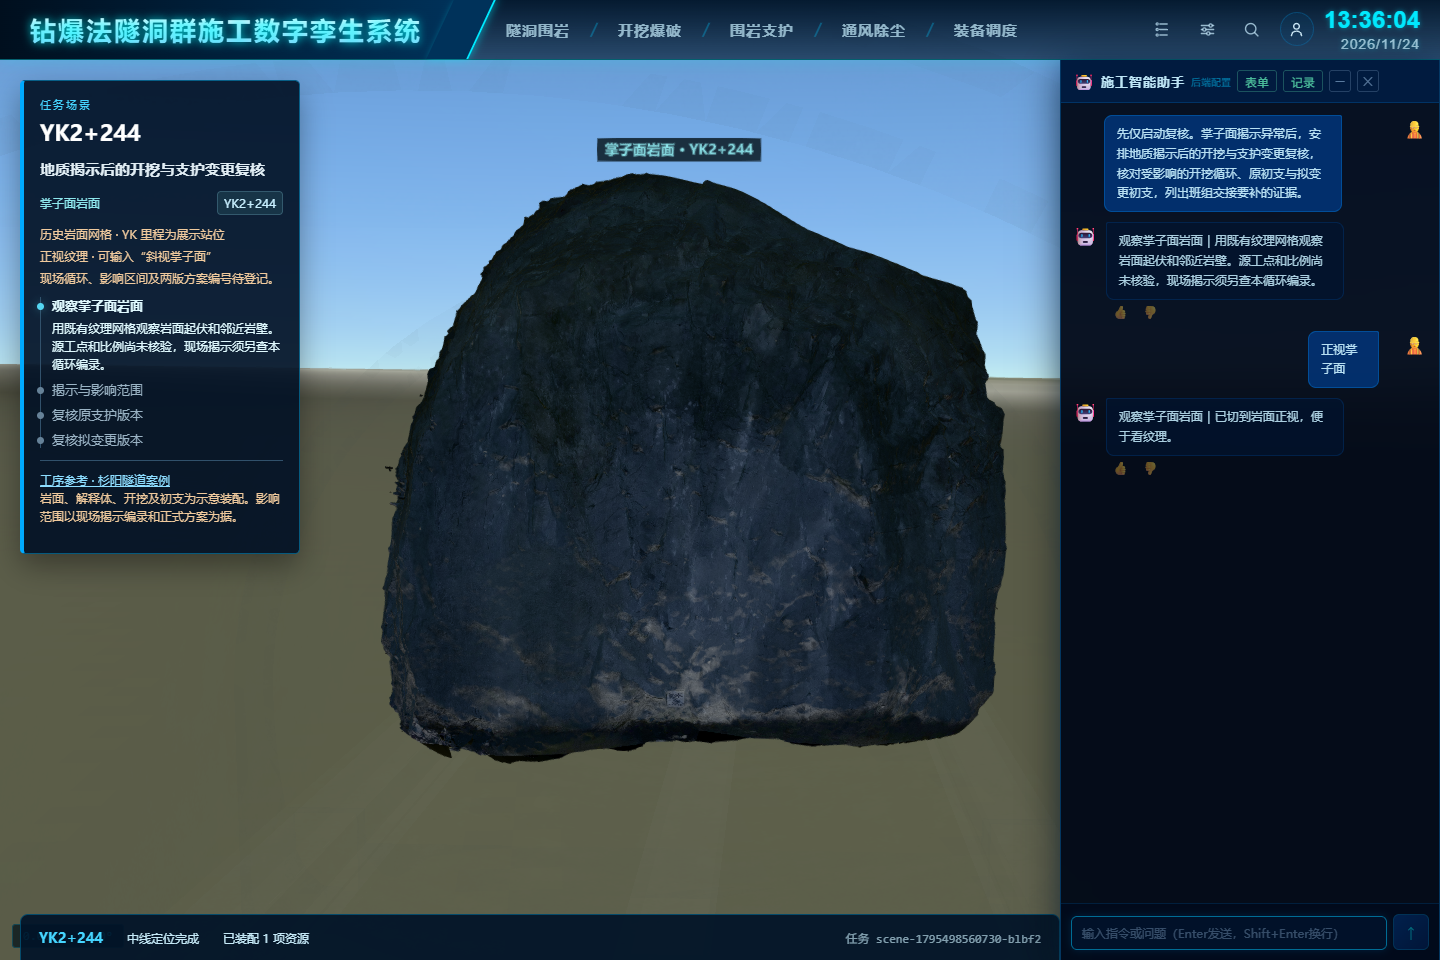 钻爆法隧洞群施工数字孪生系统
隧洞围岩 / 开挖爆破 / 围岩支护 / 通风除尘 / 装备调度
13:36:04
2026/11/24
任务场景
YK2+244
地质揭示后的开挖与支护变更复核
掌子面岩面
YK2+244
历史岩面网格 · YK 里程为展示站位
正视纹理 · 可输入“斜视掌子面”
现场循环、影响区间及两版方案编号待登记。
观察掌子面岩面
用既有纹理网格观察岩面起伏和邻近岩壁。
源工点和比例尚未核验，现场揭示须另查本
循环编录。
揭示与影响范围
复核原支护版本
复核拟变更版本
工序参考 · 杉阳隧道案例
岩面、解释体、开挖及初支为示意装配。影响
范围以现场揭示编录和正式方案为据。
掌子面岩面 · YK2+244
YK2+244
中线定位完成
已装配 1 项资源
任务 scene-1795498560730-blbf2
施工智能助手
后端配置
表单
记录
先仅启动复核。掌子面揭示异常后，安
排地质揭示后的开挖与支护变更复核，
核对受影响的开挖循环、原初支与拟变
更初支，列出班组交接要补的证据。
观察掌子面岩面 | 用既有纹理网格观察
岩面起伏和邻近岩壁。源工点和比例尚
未核验，现场揭示须另查本循环编录。
正视掌
子面
观察掌子面岩面 | 已切到岩面正视，便
于看纹理。
输入指令或问题（Enter发送，Shift+Enter换行）